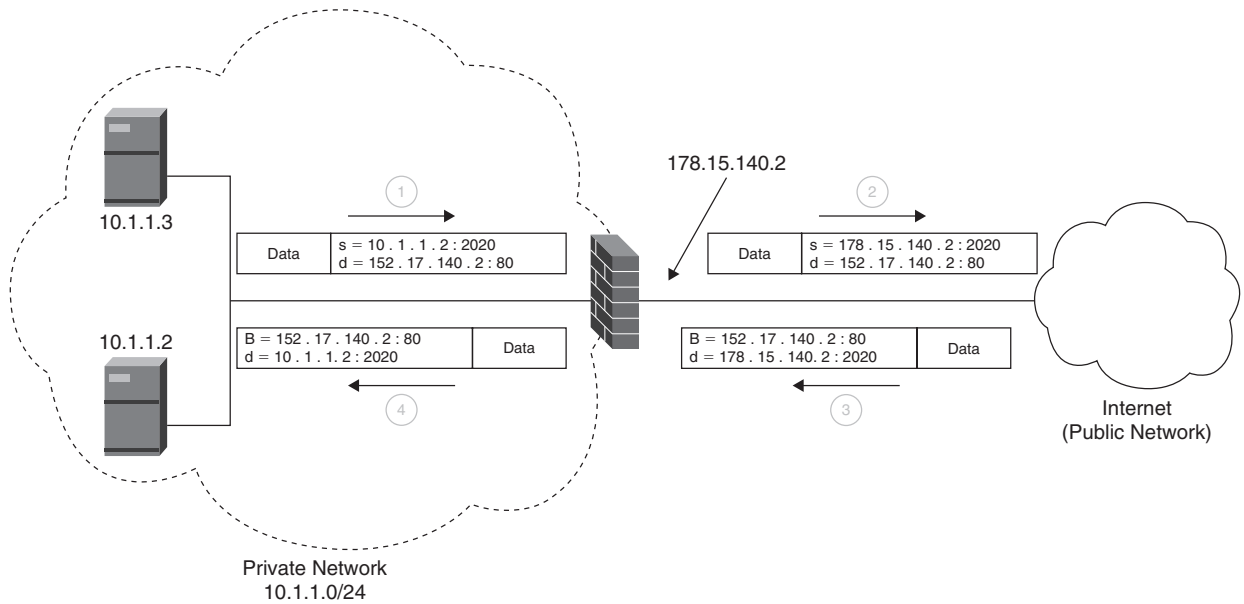 178.15.140.2
1
2
10.1.1.3
Data
s = 10 . 1 . 1 . 2 : 2020
d = 152 . 17 . 140 . 2 : 80
Data
s = 178 . 15 . 140 . 2 : 2020
d = 152 . 17 . 140 . 2 : 80
10.1.1.2
B = 152 . 17 . 140 . 2 : 80
d = 10 . 1 . 1 . 2 : 2020
Data
B = 152 . 17 . 140 . 2 : 80
d = 178 . 15 . 140. 2 : 2020
Data
4
3
Internet
(Public Network)
Private Network
10.1.1.0/24